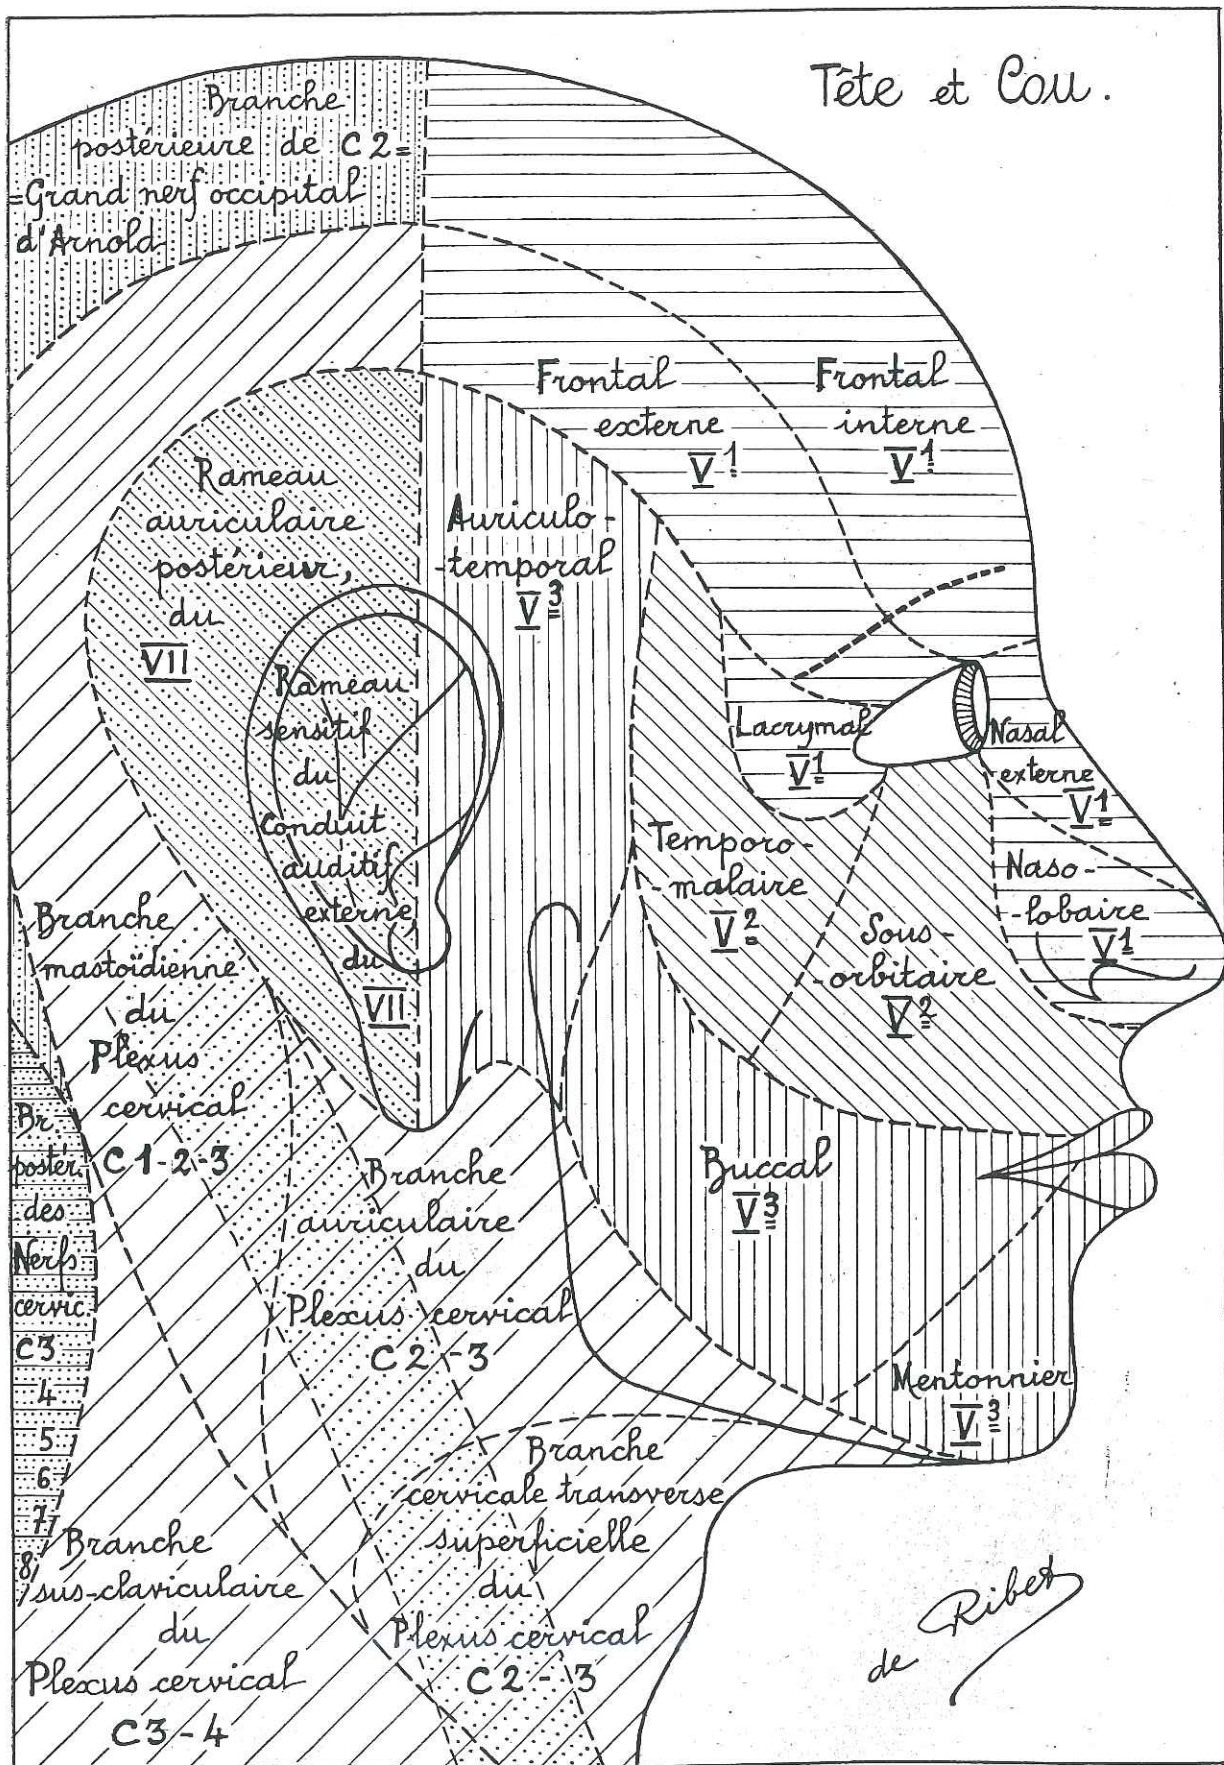 Tête et Cou.
Branche
postérieure de C2=
=Grand nerf occipital
d'Arnold
Frontal
externe
V1
Frontal
interne
V1
Rameau
auriculaire
postérieur,
du
VII
Auriculo-
-temporal
V3
Rameau
sensitif
du
Conduit
auditif
externe,
du
VII
Lacrymal
V1
Nasal
externe
V1
Naso-
-lobaire
V1
Temporo-
-malaire
V2
Sous-
-orbitaire
V2
Branche
mastoïdienne
du
Plexus
cervical
C1-2-3
Br.
postér.
des
Nerfs
cervic.
C3
4
5
6
7
8
Branche
auriculaire
du
Plexus cervical
C2-3
Buccal
V3
Mentonnier
V3
Branche
cervicale transverse
superficielle
du
Plexus cervical
C2-3
Branche
sus-claviculaire
du
Plexus cervical
C3-4
de Ribet